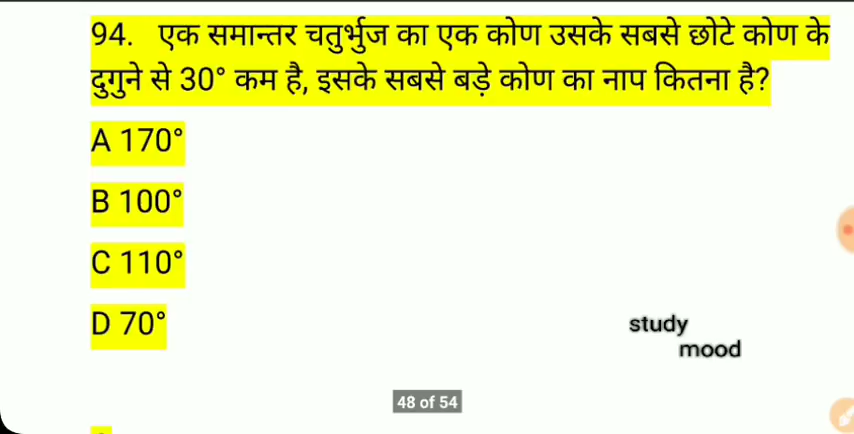 94. एक समान्तर चतुर्भुज का एक कोण उसके सबसे छोटे कोण के
दुगुने से 30° कम है, इसके सबसे बड़े कोण का नाप कितना है?
A 170°
B 100°
C 110°
D 70°
study
mood
48 of 54